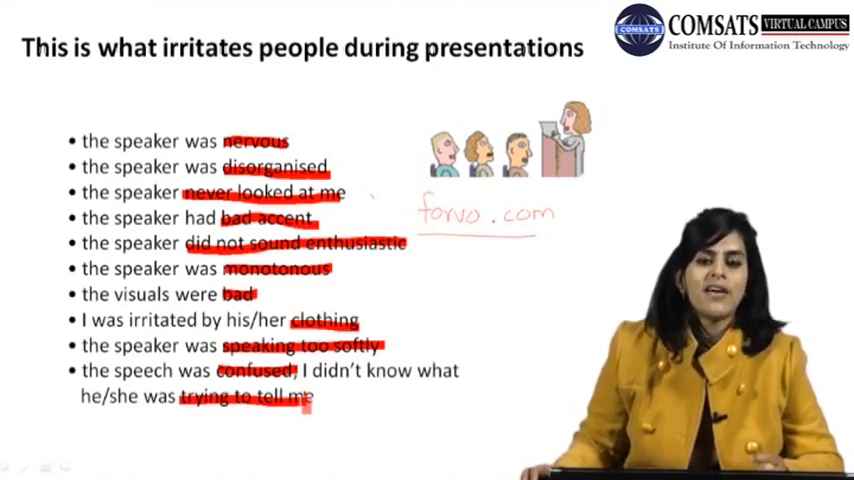 This is what irritates people during presentations
COMSATS VIRTUAL CAMPUS
Institute Of Information Technology
• the speaker was nervous
• the speaker was disorganised
• the speaker never looked at me
• the speaker had bad accent
• the speaker did not sound enthusiastic
• the speaker was monotonous
• the visuals were bad
• I was irritated by his/her clothing
• the speaker was speaking too softly
• the speech was confused, I didn't know what
he/she was trying to tell me
forvo.com